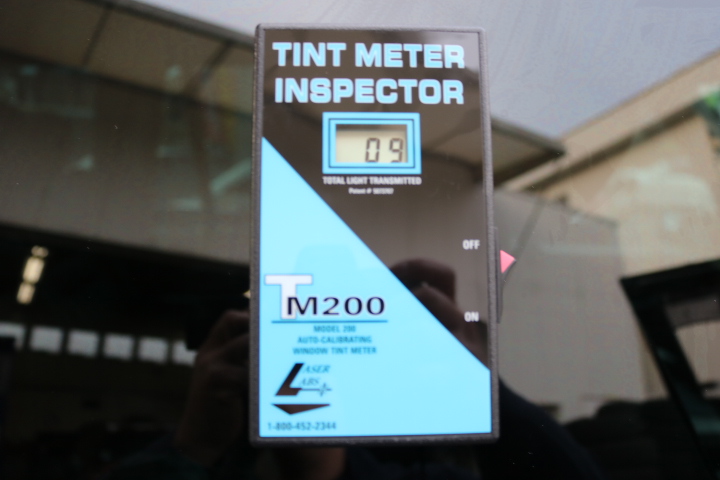 TINT METER
INSPECTOR
09
TOTAL LIGHT TRANSMITTED
Patent #
OFF
ON
TM200
MODEL 200
AUTO-CALIBRATING
WINDOW TINT METER
LASER
LABS
1-800-452-2344